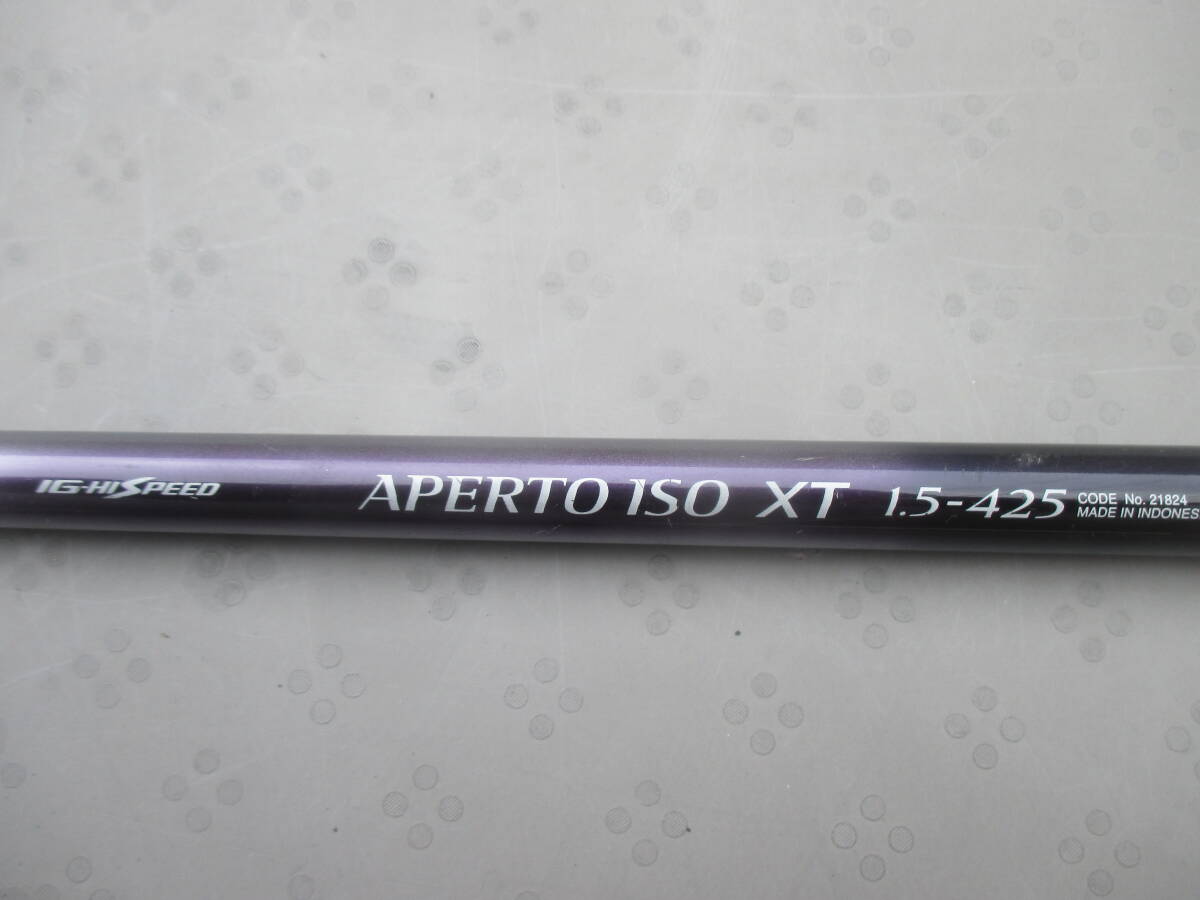 IG-HISPEED APERTO ISO XT 1.5-425
CODE No. 21824
MADE IN INDONES